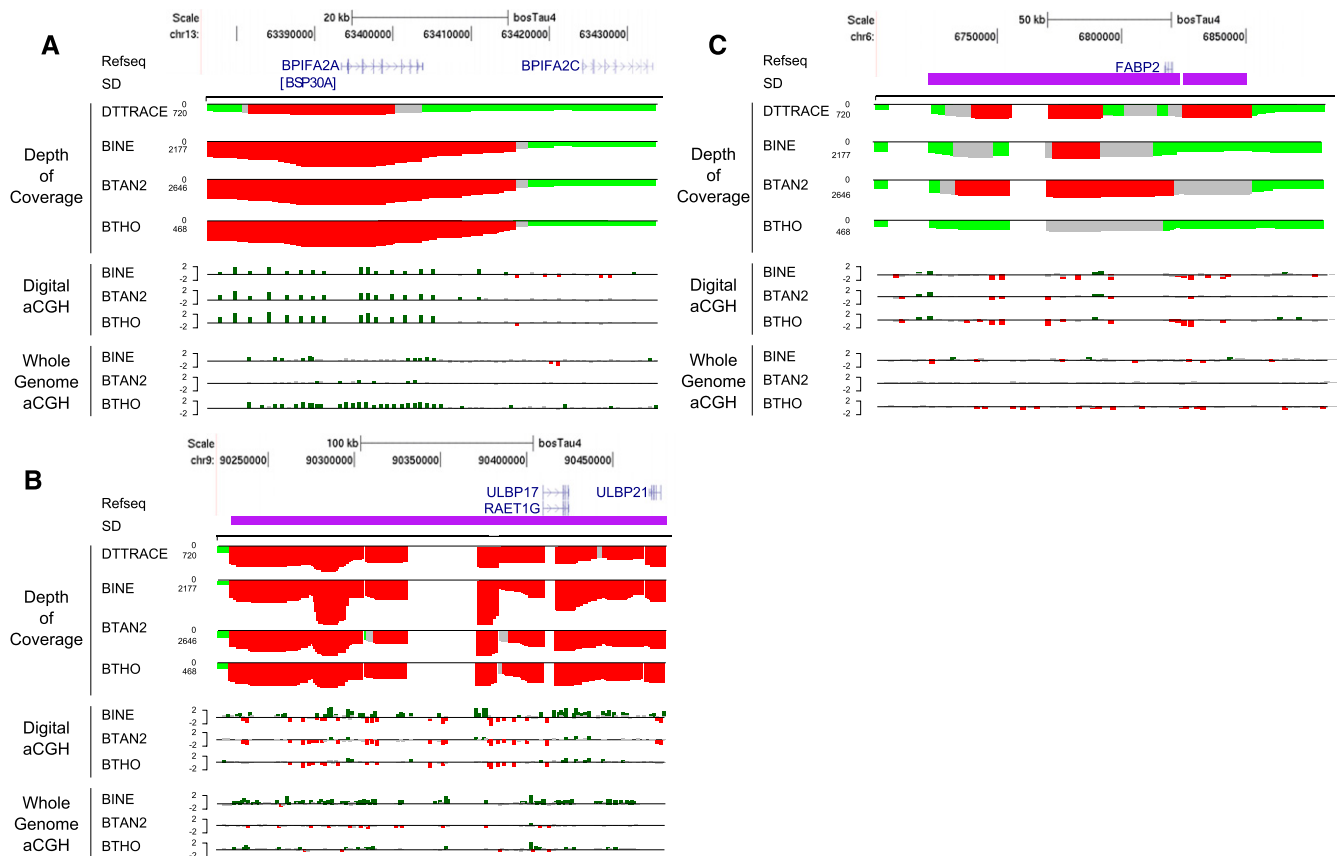 A
Scale 20 kb bosTau4
chr13: 63390000 63400000 63410000 63420000 63430000
Refseq BPIFA2A BPIFA2C
SD [BSP30A]
Depth of Coverage
DTTRACE 0 720
BINE 0 2177
BTAN2 0 2646
BTHO 0 468
Digital aCGH
BINE 2 -2
BTAN2 2 -2
BTHO 2 -2
Whole Genome aCGH
BINE 2 -2
BTAN2 2 -2
BTHO 2 -2
C
Scale 50 kb bosTau4
chr6: 6750000 6800000 6850000
Refseq FABP2
SD
Depth of Coverage
DTTRACE 0 720
BINE 0 2177
BTAN2 0 2646
BTHO 0 468
Digital aCGH
BINE 2 -2
BTAN2 2 -2
BTHO 2 -2
Whole Genome aCGH
BINE 2 -2
BTAN2 2 -2
BTHO 2 -2
B
Scale 100 kb bosTau4
chr9: 90250000 90300000 90350000 90400000 90450000
Refseq ULBP17 ULBP21
RAET1G
SD
Depth of Coverage
DTTRACE 0 720
BINE 0 2177
BTAN2 0 2646
BTHO 0 468
Digital aCGH
BINE 2 -2
BTAN2 2 -2
BTHO 2 -2
Whole Genome aCGH
BINE 2 -2
BTAN2 2 -2
BTHO 2 -2